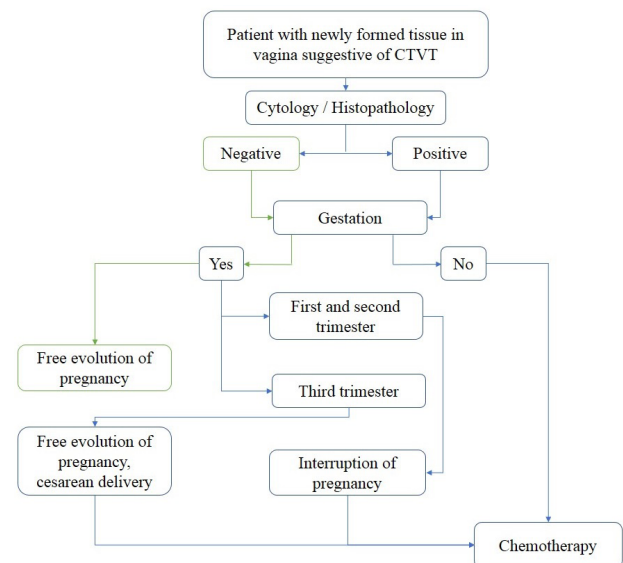 Patient with newly formed tissue in
vagina suggestive of CTVT
Cytology / Histopathology
Negative
Positive
Gestation
Yes
No
First and second
trimester
Free evolution of
pregnancy
Third trimester
Free evolution of
pregnancy,
cesarean delivery
Interruption of
pregnancy
Chemotherapy